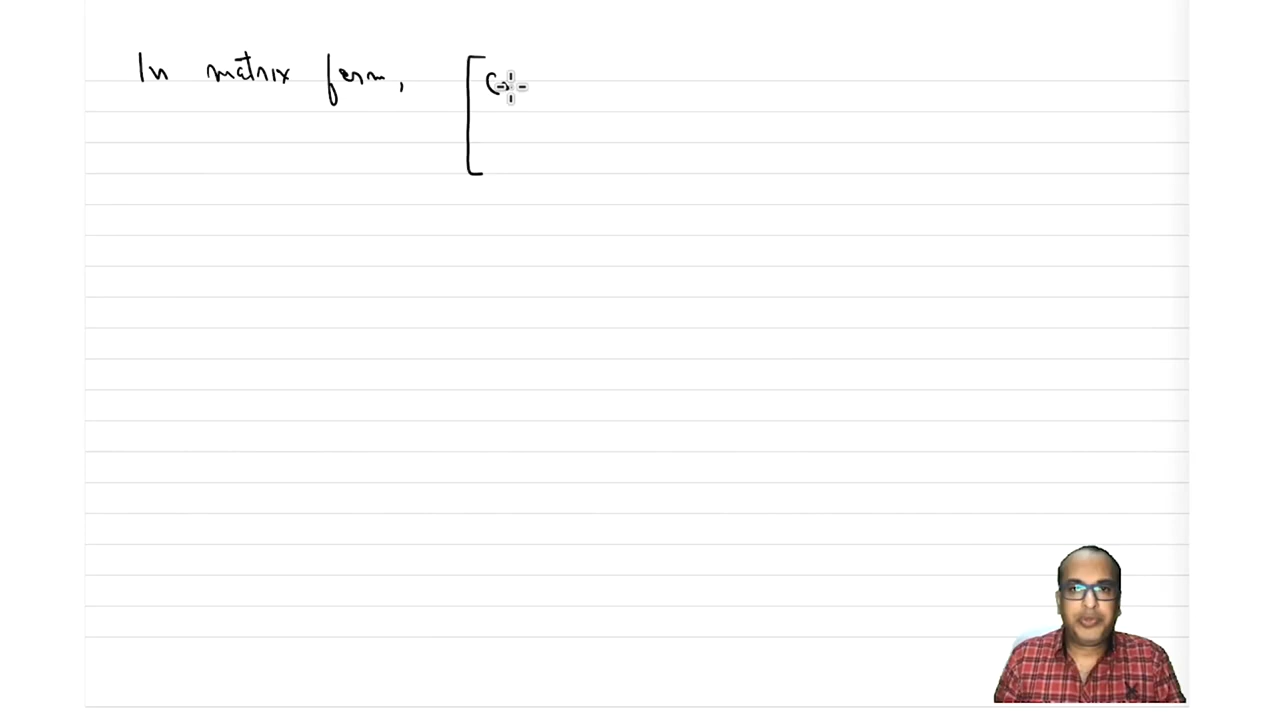 In matrix form, [